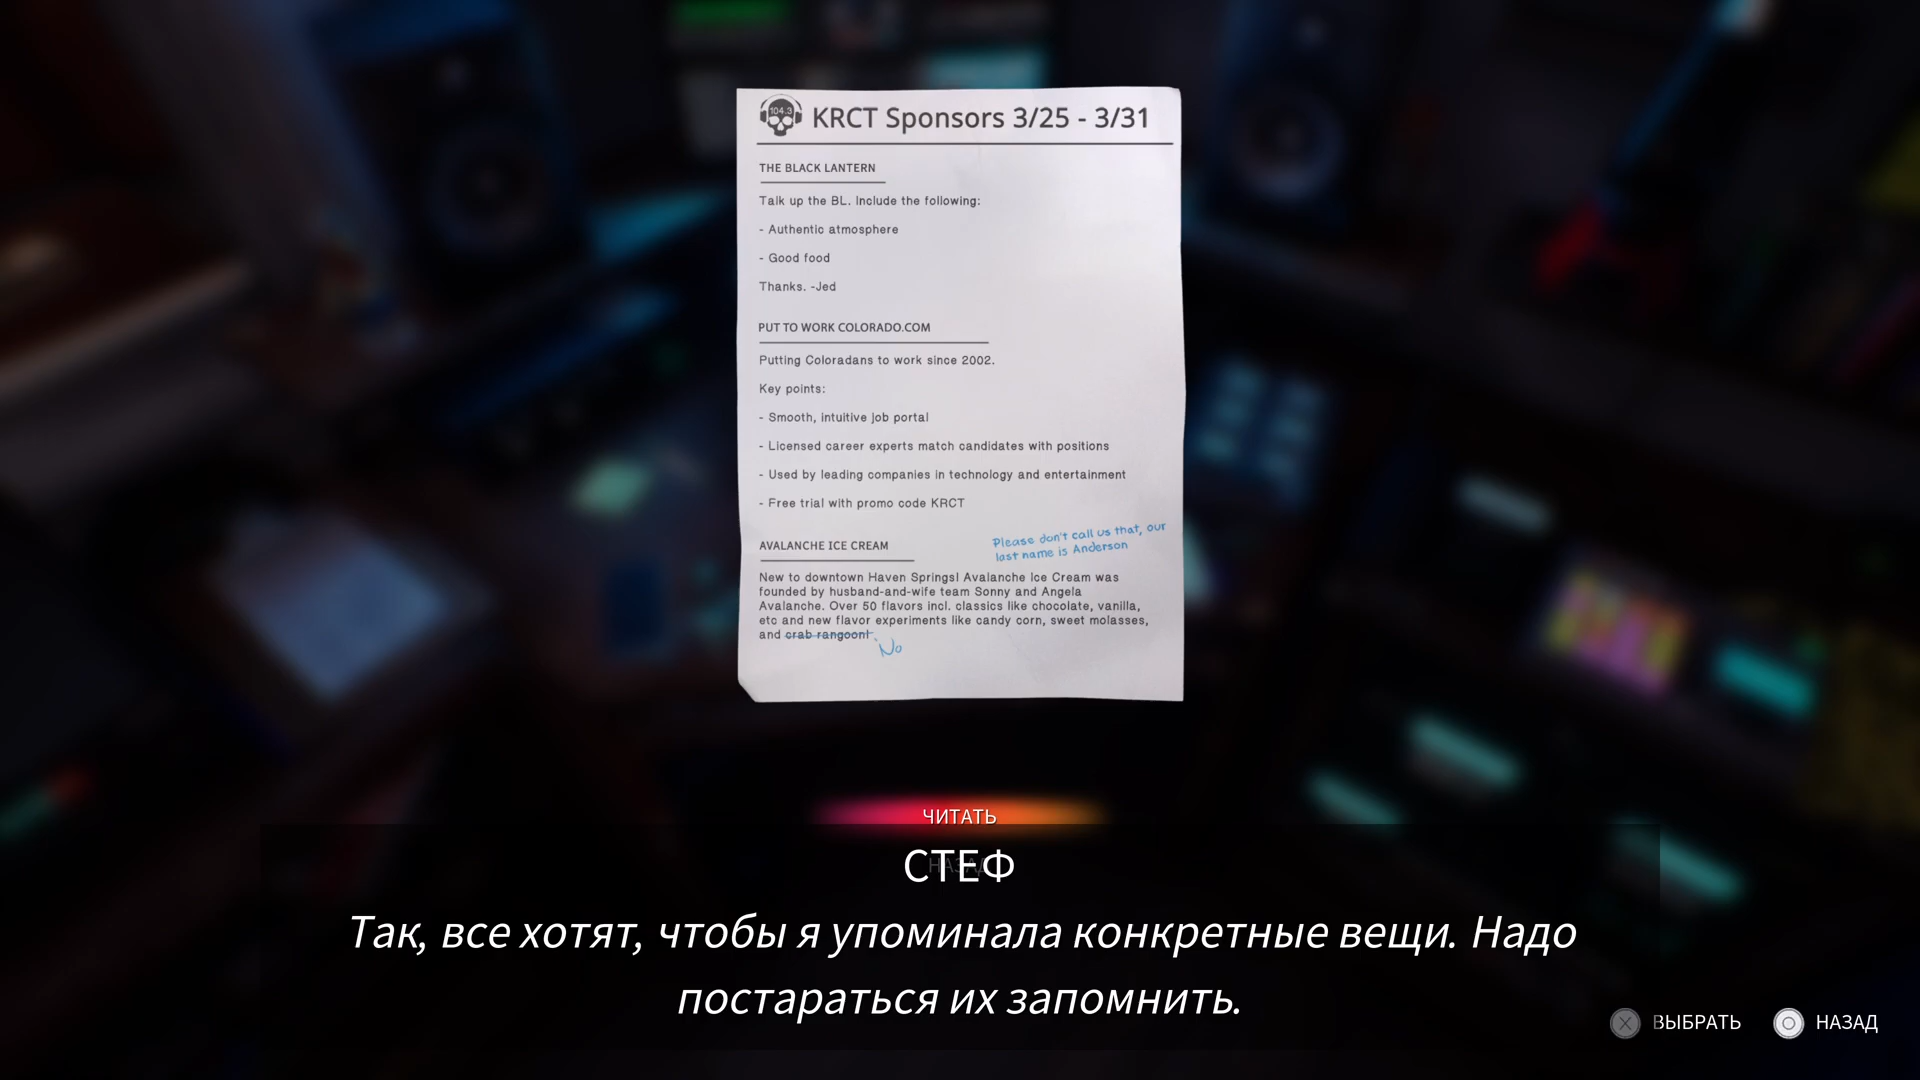 104.3
KRCT Sponsors 3/25 - 3/31
THE BLACK LANTERN
Talk up the BL. Include the following:
- Authentic atmosphere
- Good food
Thanks. -Jed
PUT TO WORK COLORADO.COM
Putting Coloradans to work since 2002.
Key points:
- Smooth, intuitive job portal
- Licensed career experts match candidates with positions
- Used by leading companies in technology and entertainment
- Free trial with promo code KRCT
Please don't call us that, our
last name is Anderson
AVALANCHE ICE CREAM
New to downtown Haven Springs! Avalanche Ice Cream was
founded by husband-and-wife team Sonny and Angela
Avalanche. Over 50 flavors incl. classics like chocolate, vanilla,
etc and new flavor experiments like candy corn, sweet molasses,
and crab rangoon!
No
ЧИТАТЬ
НАЗАД
СТЕФ
Так, все хотят, чтобы я упоминала конкретные вещи. Надо
постараться их запомнить.
ВЫБРАТЬ
НАЗАД